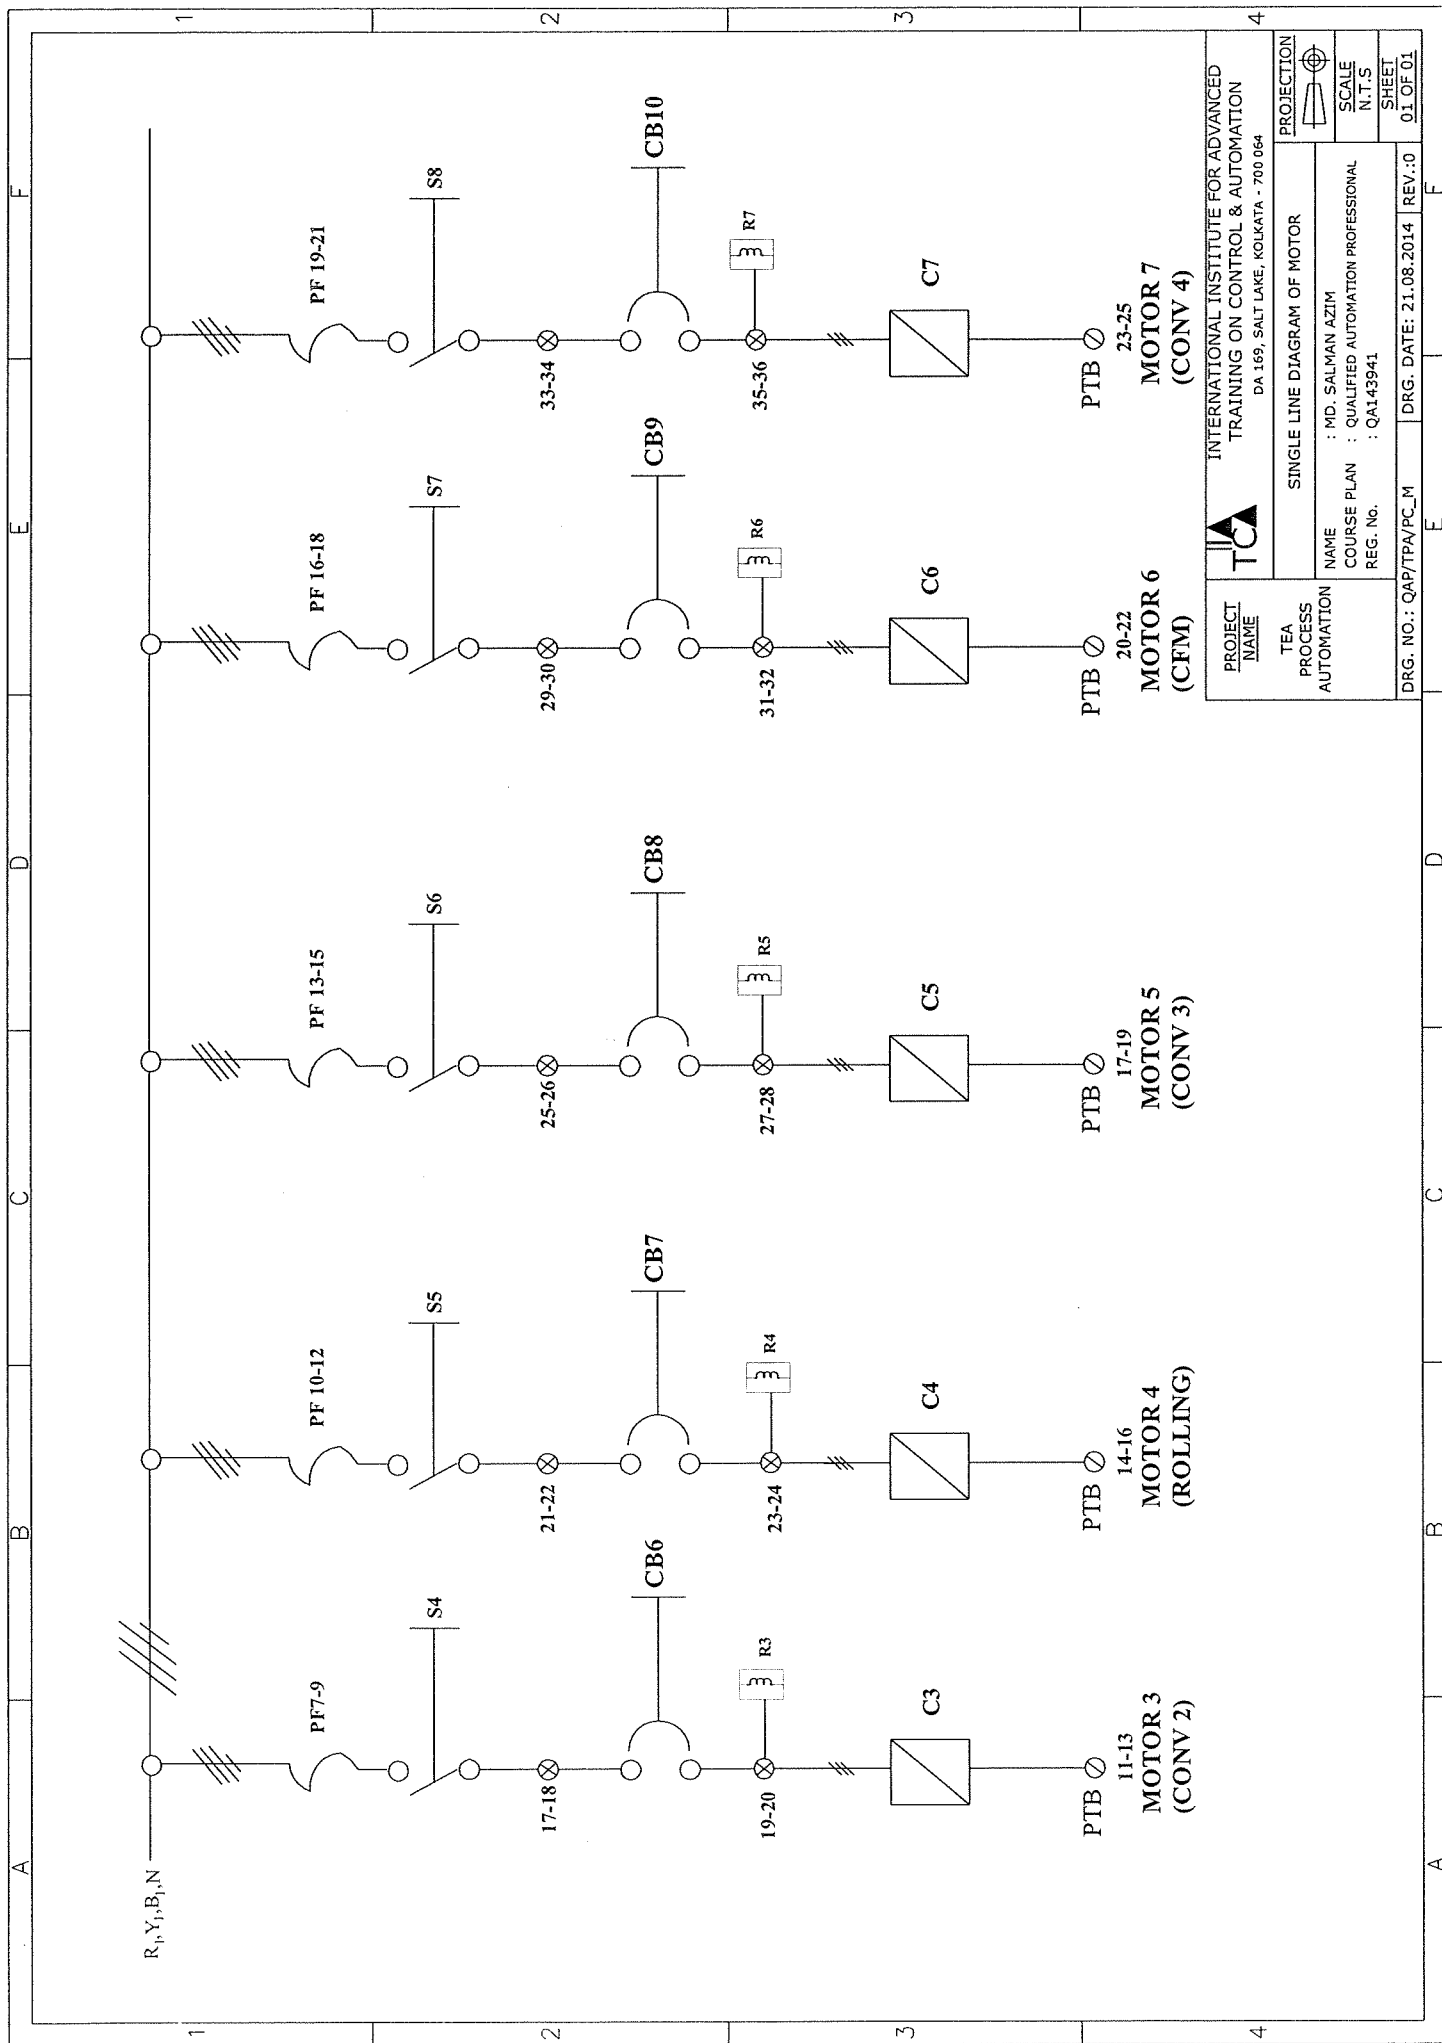 A B C D E F
1
2
3
4
R1,Y1,B1,N
PF7-9
S4
17-18
CB6
19-20
R3
C3
PTB
11-13
MOTOR 3
(CONV 2)
PF 10-12
S5
21-22
CB7
23-24
R4
C4
PTB
14-16
MOTOR 4
(ROLLING)
PF 13-15
S6
25-26
CB8
27-28
R5
C5
PTB
17-19
MOTOR 5
(CONV 3)
PF 16-18
S7
29-30
CB9
31-32
R6
C6
PTB
20-22
MOTOR 6
(CFM)
PF 19-21
S8
33-34
CB10
35-36
R7
C7
PTB
23-25
MOTOR 7
(CONV 4)
PROJECT
NAME
TEA
PROCESS
AUTOMATION
IIA
TCA
INTERNATIONAL INSTITUTE FOR ADVANCED
TRAINING ON CONTROL & AUTOMATION
DA 169, SALT LAKE, KOLKATA - 700 064
SINGLE LINE DIAGRAM OF MOTOR
PROJECTION
NAME : MD. SALMAN AZIM
COURSE PLAN : QUALIFIED AUTOMATION PROFESSIONAL
REG. No. : QA143941
SCALE
N.T.S
SHEET
01 OF 01
DRG. NO.: QAP/TPA/PC_M DRG. DATE: 21.08.2014 REV.:0
1
2
3
4
A B C D E F